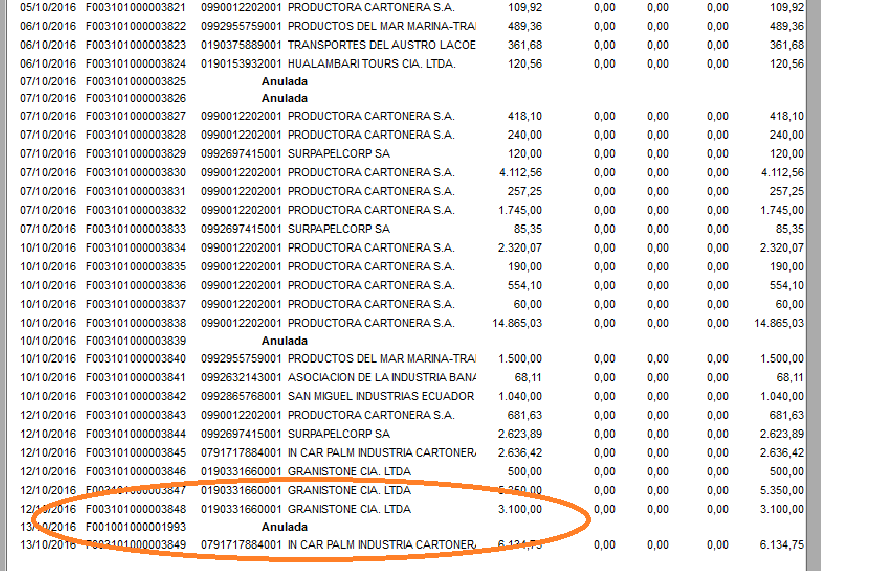 05/10/2016 F003101000003821 0990012202001 PRODUCTORA CARTONERA S.A. 109,92 0,00 0,00 0,00 109,92
06/10/2016 F003101000003822 0992955759001 PRODUCTOS DEL MAR MARINA-TRA 489,36 0,00 0,00 0,00 489,36
06/10/2016 F003101000003823 0190375889001 TRANSPORTES DEL AUSTRO LACOE 361,68 0,00 0,00 0,00 361,68
06/10/2016 F003101000003824 0190153932001 HUALAMBARI TOURS CIA. LTDA. 120,56 0,00 0,00 0,00 120,56
07/10/2016 F003101000003825 Anulada
07/10/2016 F003101000003826 Anulada
07/10/2016 F003101000003827 0990012202001 PRODUCTORA CARTONERA S.A. 418,10 0,00 0,00 0,00 418,10
07/10/2016 F003101000003828 0990012202001 PRODUCTORA CARTONERA S.A. 240,00 0,00 0,00 0,00 240,00
07/10/2016 F003101000003829 0992697415001 SURPAPELCORP SA 120,00 0,00 0,00 0,00 120,00
07/10/2016 F003101000003830 0990012202001 PRODUCTORA CARTONERA S.A. 4.112,56 0,00 0,00 0,00 4.112,56
07/10/2016 F003101000003831 0990012202001 PRODUCTORA CARTONERA S.A. 257,25 0,00 0,00 0,00 257,25
07/10/2016 F003101000003832 0990012202001 PRODUCTORA CARTONERA S.A. 1.745,00 0,00 0,00 0,00 1.745,00
07/10/2016 F003101000003833 0992697415001 SURPAPELCORP SA 85,35 0,00 0,00 0,00 85,35
10/10/2016 F003101000003834 0990012202001 PRODUCTORA CARTONERA S.A. 2.320,07 0,00 0,00 0,00 2.320,07
10/10/2016 F003101000003835 0990012202001 PRODUCTORA CARTONERA S.A. 190,00 0,00 0,00 0,00 190,00
10/10/2016 F003101000003836 0990012202001 PRODUCTORA CARTONERA S.A. 554,10 0,00 0,00 0,00 554,10
10/10/2016 F003101000003837 0990012202001 PRODUCTORA CARTONERA S.A. 60,00 0,00 0,00 0,00 60,00
10/10/2016 F003101000003838 0990012202001 PRODUCTORA CARTONERA S.A. 14.865,03 0,00 0,00 0,00 14.865,03
10/10/2016 F003101000003839 Anulada
10/10/2016 F003101000003840 0992955759001 PRODUCTOS DEL MAR MARINA-TRA 1.500,00 0,00 0,00 0,00 1.500,00
10/10/2016 F003101000003841 0992632143001 ASOCIACION DE LA INDUSTRIA BANA 68,11 0,00 0,00 0,00 68,11
10/10/2016 F003101000003842 0992865768001 SAN MIGUEL INDUSTRIAS ECUADOR 1.040,00 0,00 0,00 0,00 1.040,00
12/10/2016 F003101000003843 0990012202001 PRODUCTORA CARTONERA S.A. 681,63 0,00 0,00 0,00 681,63
12/10/2016 F003101000003844 0992697415001 SURPAPELCORP SA 2.623,89 0,00 0,00 0,00 2.623,89
12/10/2016 F003101000003845 0791717884001 IN CAR PALM INDUSTRIA CARTONERA 2.636,42 0,00 0,00 0,00 2.636,42
12/10/2016 F003101000003846 0190331660001 GRANISTONE CIA. LTDA 500,00 0,00 0,00 0,00 500,00
12/10/2016 F003101000003847 0190331660001 GRANISTONE CIA. LTDA 5.350,00 0,00 0,00 0,00 5.350,00
12/10/2016 F003101000003848 0190331660001 GRANISTONE CIA. LTDA 3.100,00 0,00 0,00 0,00 3.100,00
13/10/2016 F001001000001993 Anulada
13/10/2016 F003101000003849 0791717884001 IN CAR PALM INDUSTRIA CARTONERA 6.134,75 0,00 0,00 0,00 6.134,75